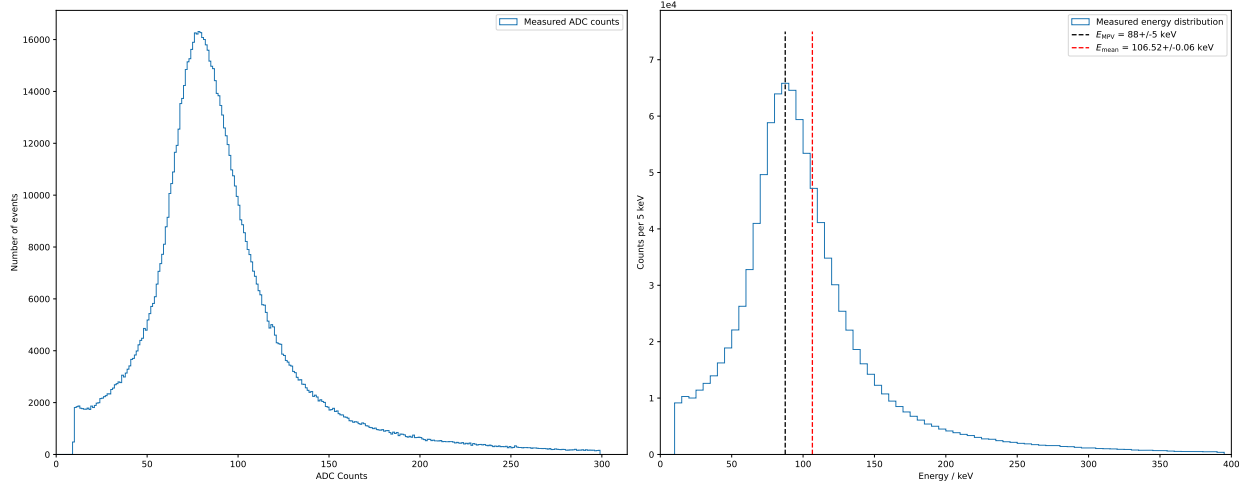 Measured ADC counts
16000
14000
12000
10000
8000
6000
4000
2000
0
Number of events
0 50 100 150 200 250 300
ADC Counts
1e4
Measured energy distribution
E_MPV = 88+/-5 keV
E_mean = 106.52+/-0.06 keV
7
6
5
4
3
2
1
0
Counts per 5 keV
0 50 100 150 200 250 300 350 400
Energy / keV